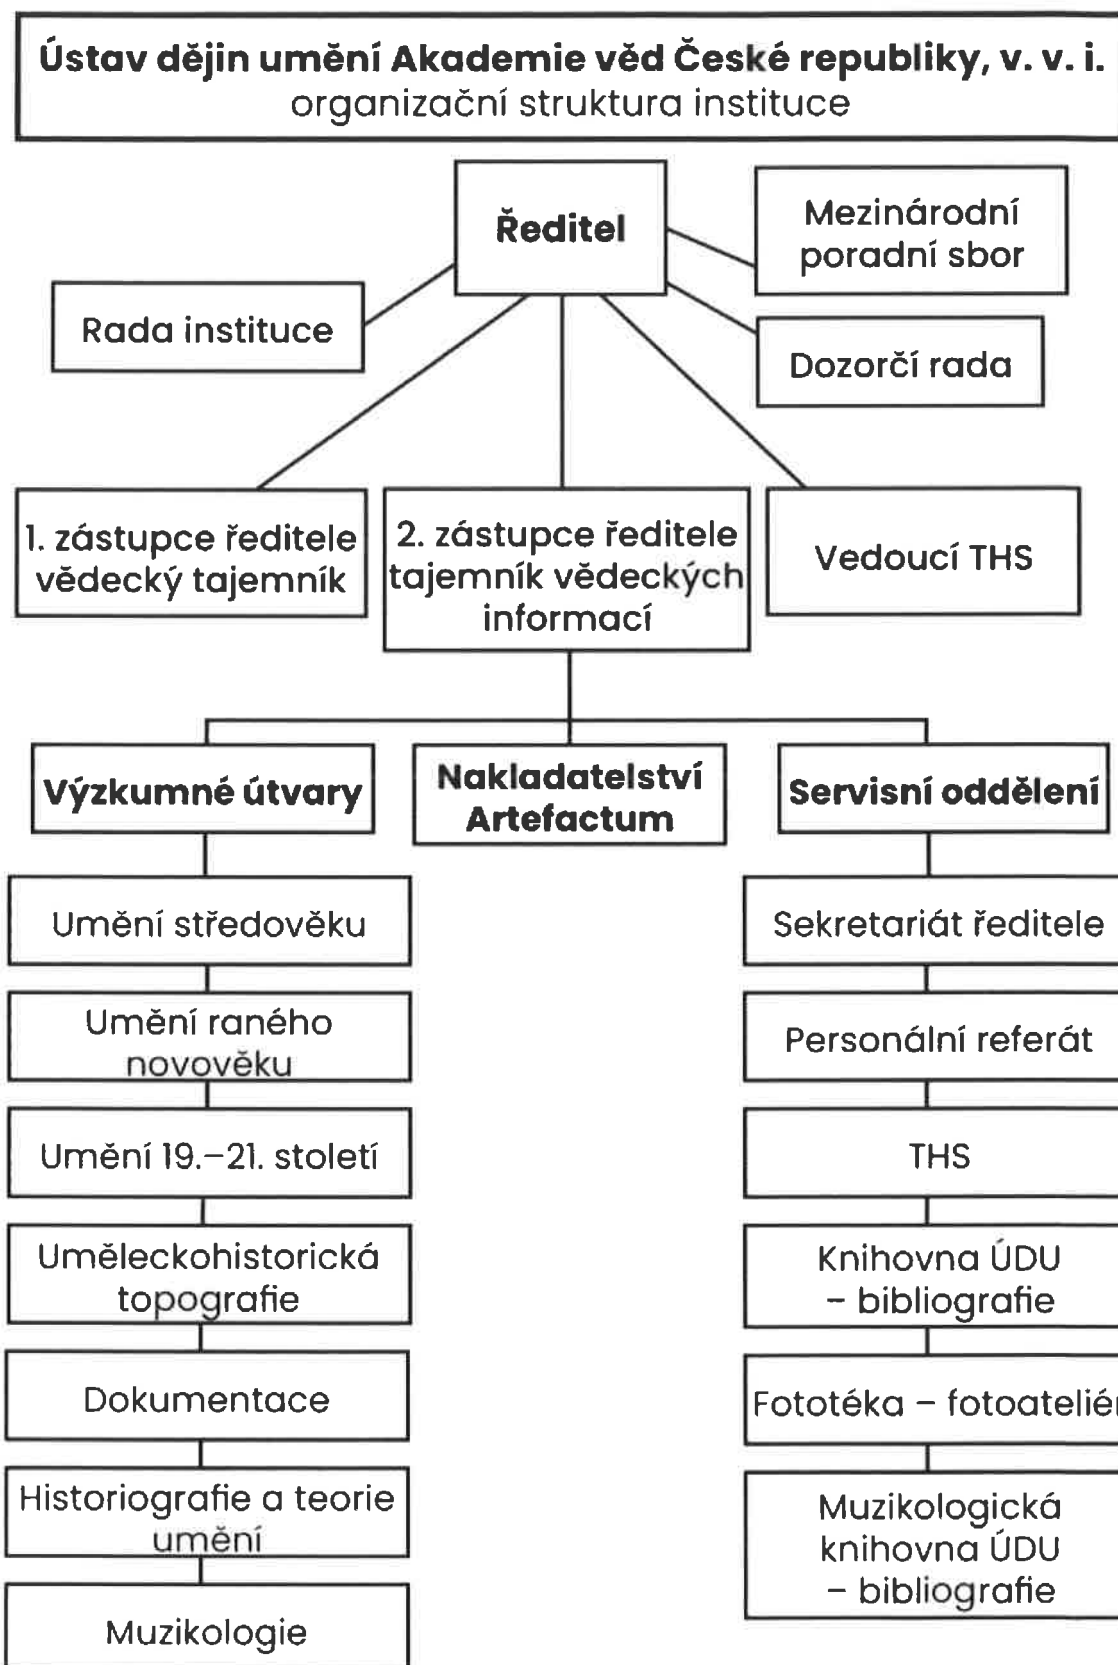 Ústav dějin umění Akademie věd České republiky, v. v. i.
organizační struktura instituce
Ředitel
Mezinárodní
poradní sbor
Rada instituce
Dozorčí rada
1. zástupce ředitele
vědecký tajemník
2. zástupce ředitele
tajemník vědeckých
informací
Vedoucí THS
Výzkumné útvary
Nakladatelství
Artefactum
Servisní oddělení
Umění středověku
Umění raného
novověku
Umění 19.–21. století
Uměleckohistorická
topografie
Dokumentace
Historiografie a teorie
umění
Muzikologie
Sekretariát ředitele
Personální referát
THS
Knihovna ÚDU
– bibliografie
Fototéka – fotoateliér
Muzikologická
knihovna ÚDU
– bibliografie